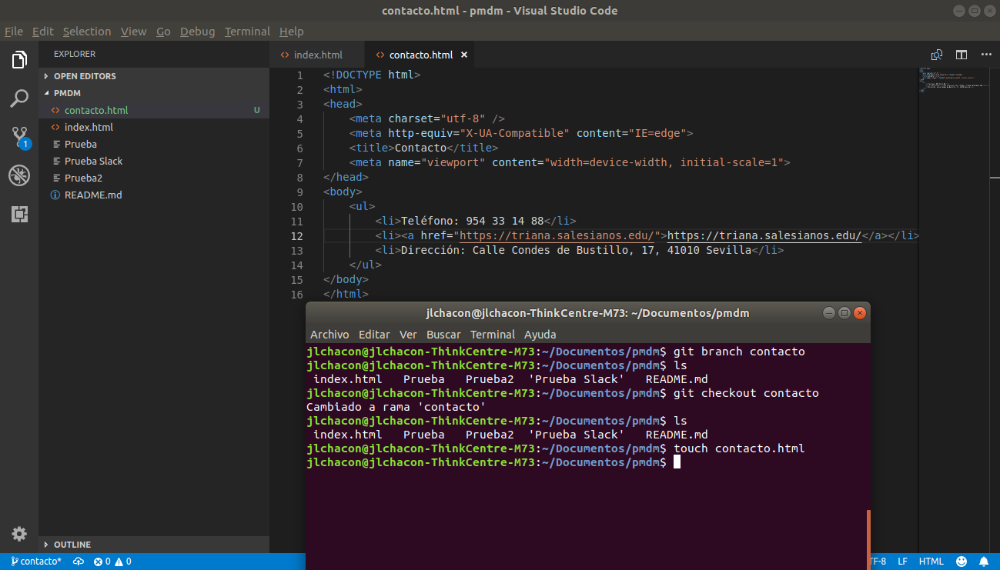 contacto.html - pmdm - Visual Studio Code
File Edit Selection View Go Debug Terminal Help
EXPLORER
OPEN EDITORS
PMDM
contacto.html U
index.html
Prueba
Prueba Slack
Prueba2
README.md
OUTLINE
1
index.html contacto.html
1 <!DOCTYPE html>
2 <html>
3 <head>
4 <meta charset="utf-8" />
5 <meta http-equiv="X-UA-Compatible" content="IE=edge">
6 <title>Contacto</title>
7 <meta name="viewport" content="width=device-width, initial-scale=1">
8 </head>
9 <body>
10 <ul>
11 <li>Teléfono: 954 33 14 88</li>
12 <li><a href="https://triana.salesianos.edu/">https://triana.salesianos.edu/</a></li>
13 <li>Dirección: Calle Condes de Bustillo, 17, 41010 Sevilla</li>
14 </ul>
15 </body>
16 </html>
jlchacon@jlchacon-ThinkCentre-M73: ~/Documentos/pmdm
Archivo Editar Ver Buscar Terminal Ayuda
jlchacon@jlchacon-ThinkCentre-M73:~/Documentos/pmdm$ git branch contacto
jlchacon@jlchacon-ThinkCentre-M73:~/Documentos/pmdm$ ls
index.html Prueba Prueba2 'Prueba Slack' README.md
jlchacon@jlchacon-ThinkCentre-M73:~/Documentos/pmdm$ git checkout contacto
Cambiado a rama 'contacto'
jlchacon@jlchacon-ThinkCentre-M73:~/Documentos/pmdm$ ls
index.html Prueba Prueba2 'Prueba Slack' README.md
jlchacon@jlchacon-ThinkCentre-M73:~/Documentos/pmdm$ touch contacto.html
jlchacon@jlchacon-ThinkCentre-M73:~/Documentos/pmdm$
contacto* 0 0 TF-8 LF HTML